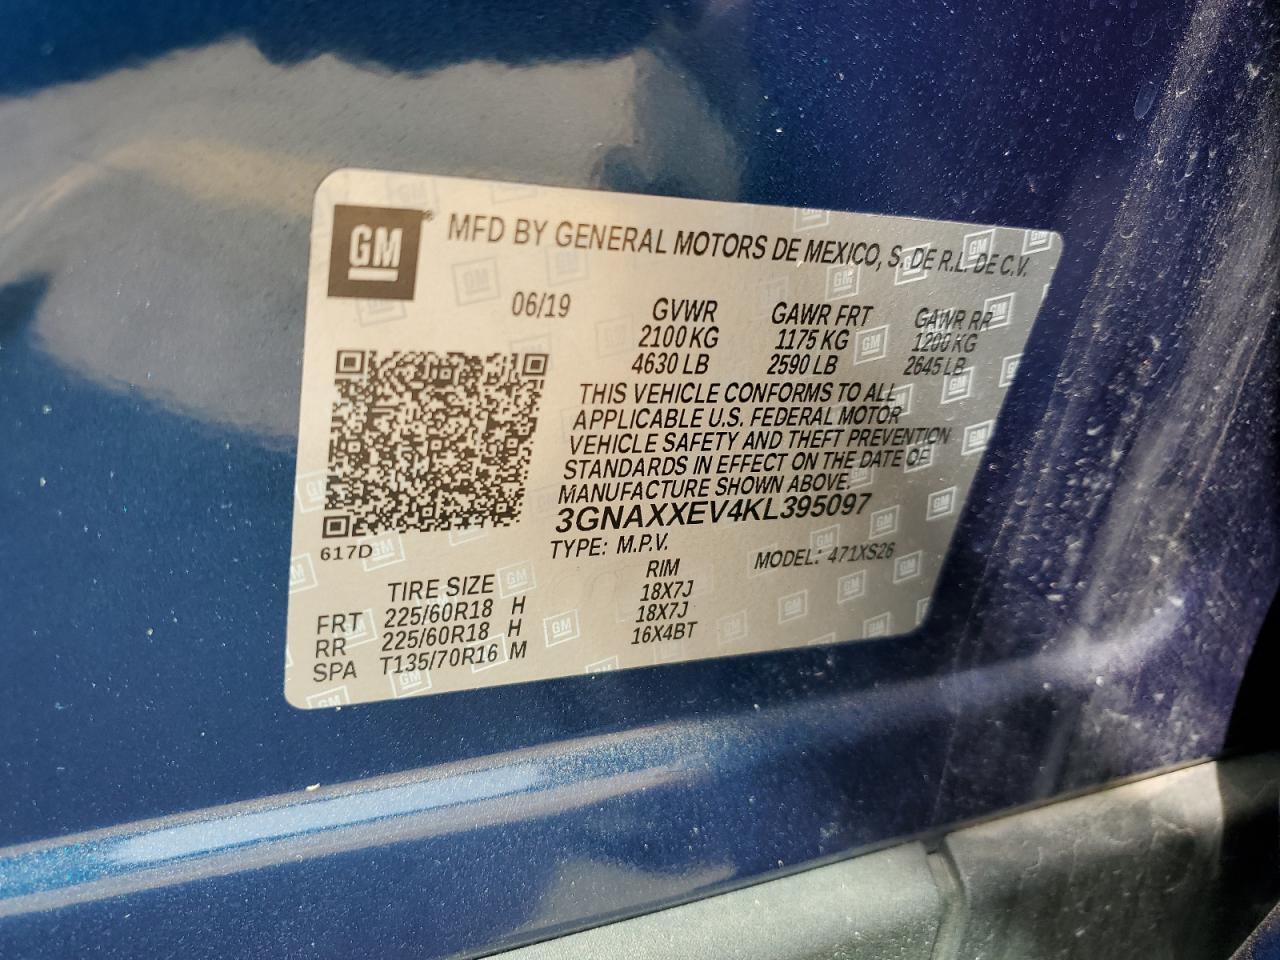 GM® MFD BY GENERAL MOTORS DE MEXICO, S. DE R.L. DE C.V.
06/19 GVWR GAWR FRT GAWR RR
2100 KG 1175 KG 1200 KG
4630 LB 2590 LB 2645 LB
THIS VEHICLE CONFORMS TO ALL
APPLICABLE U.S. FEDERAL MOTOR
VEHICLE SAFETY AND THEFT PREVENTION
STANDARDS IN EFFECT ON THE DATE OF
MANUFACTURE SHOWN ABOVE.
3GNAXXEV4KL395097
617D TYPE: M.P.V. MODEL: 471XS26
TIRE SIZE RIM
FRT 225/60R18 H 18X7J
RR 225/60R18 H 18X7J
SPA T135/70R16 M 16X4BT